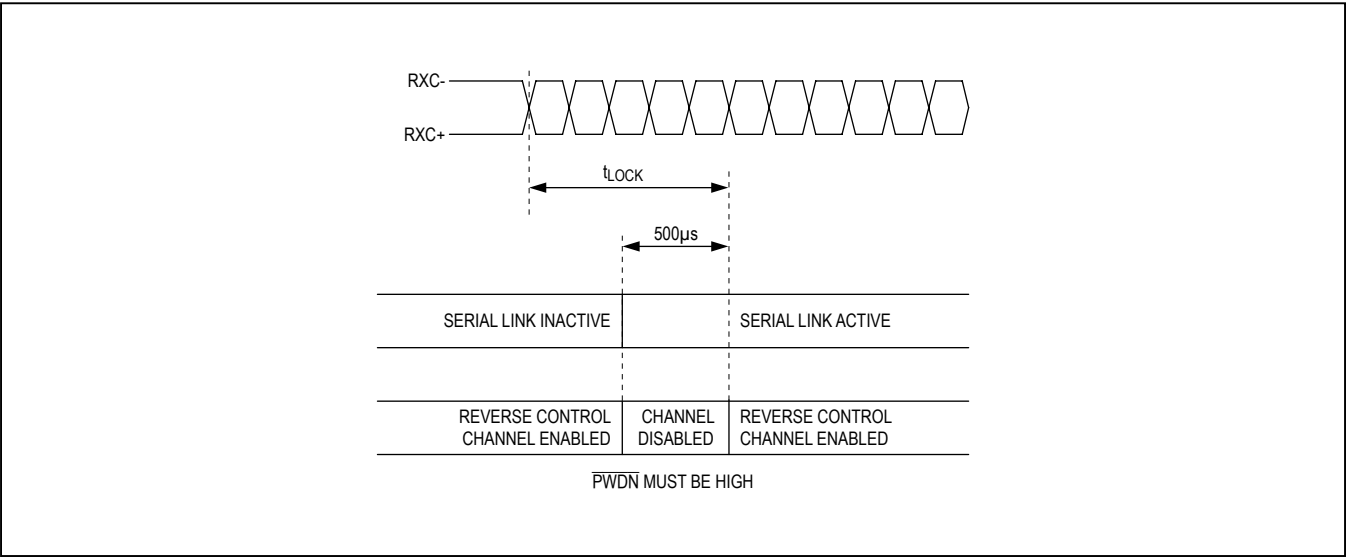 RXC-
RXC+
tLOCK
500µs
SERIAL LINK INACTIVE
SERIAL LINK ACTIVE
REVERSE CONTROL
CHANNEL ENABLED
CHANNEL
DISABLED
REVERSE CONTROL
CHANNEL ENABLED
PWDN MUST BE HIGH